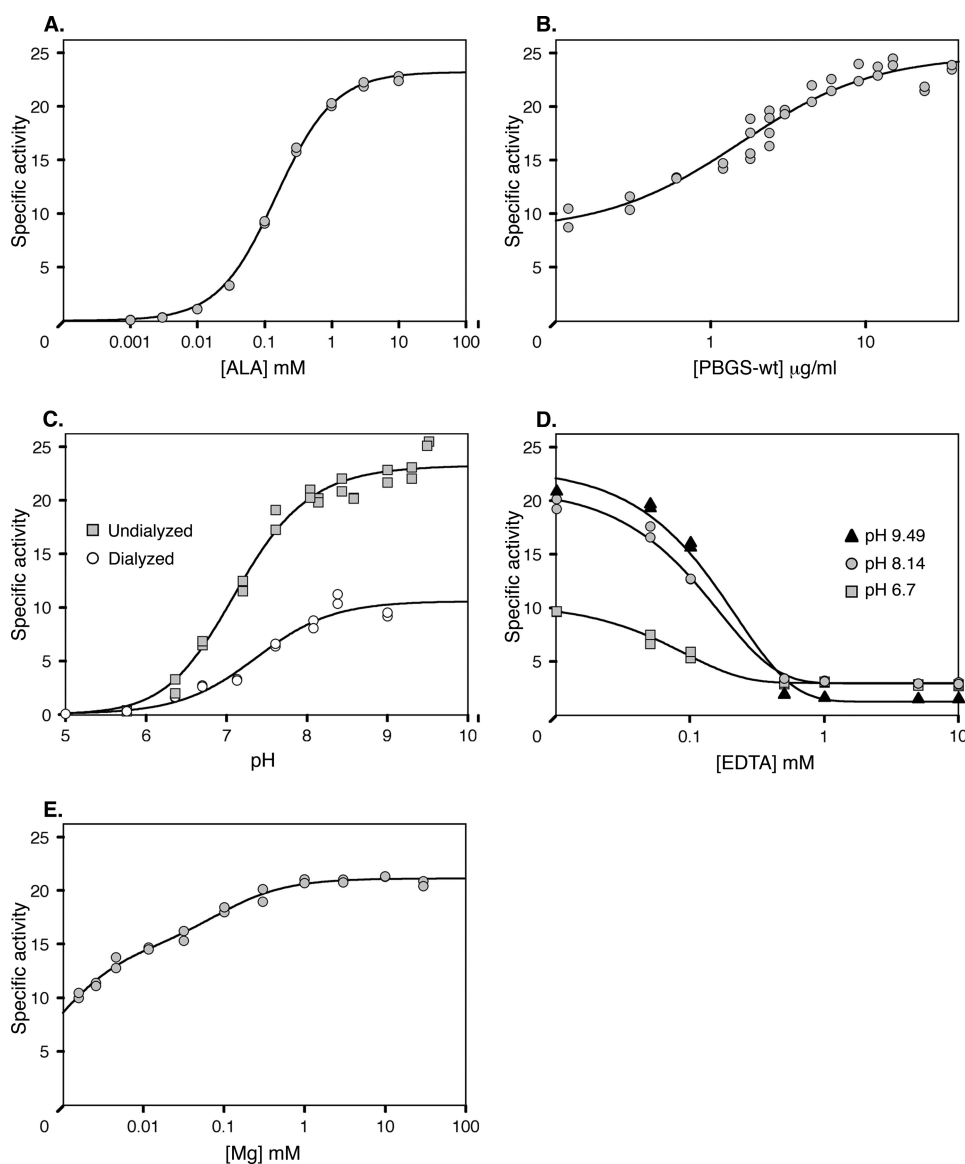 A.
25
20
15
10
5
0
Specific activity
0.001 0.01 0.1 1 10 100
[ALA] mM
B.
25
20
15
10
5
0
Specific activity
1 10
[PBGS-wt] µg/ml
C.
25
20
15
10
5
0
Specific activity
Undialyzed
Dialyzed
5 6 7 8 9 10
pH
D.
25
20
15
10
5
0
Specific activity
pH 9.49
pH 8.14
pH 6.7
0.1 1 10
[EDTA] mM
E.
25
20
15
10
5
0
Specific activity
0.01 0.1 1 10 100
[Mg] mM